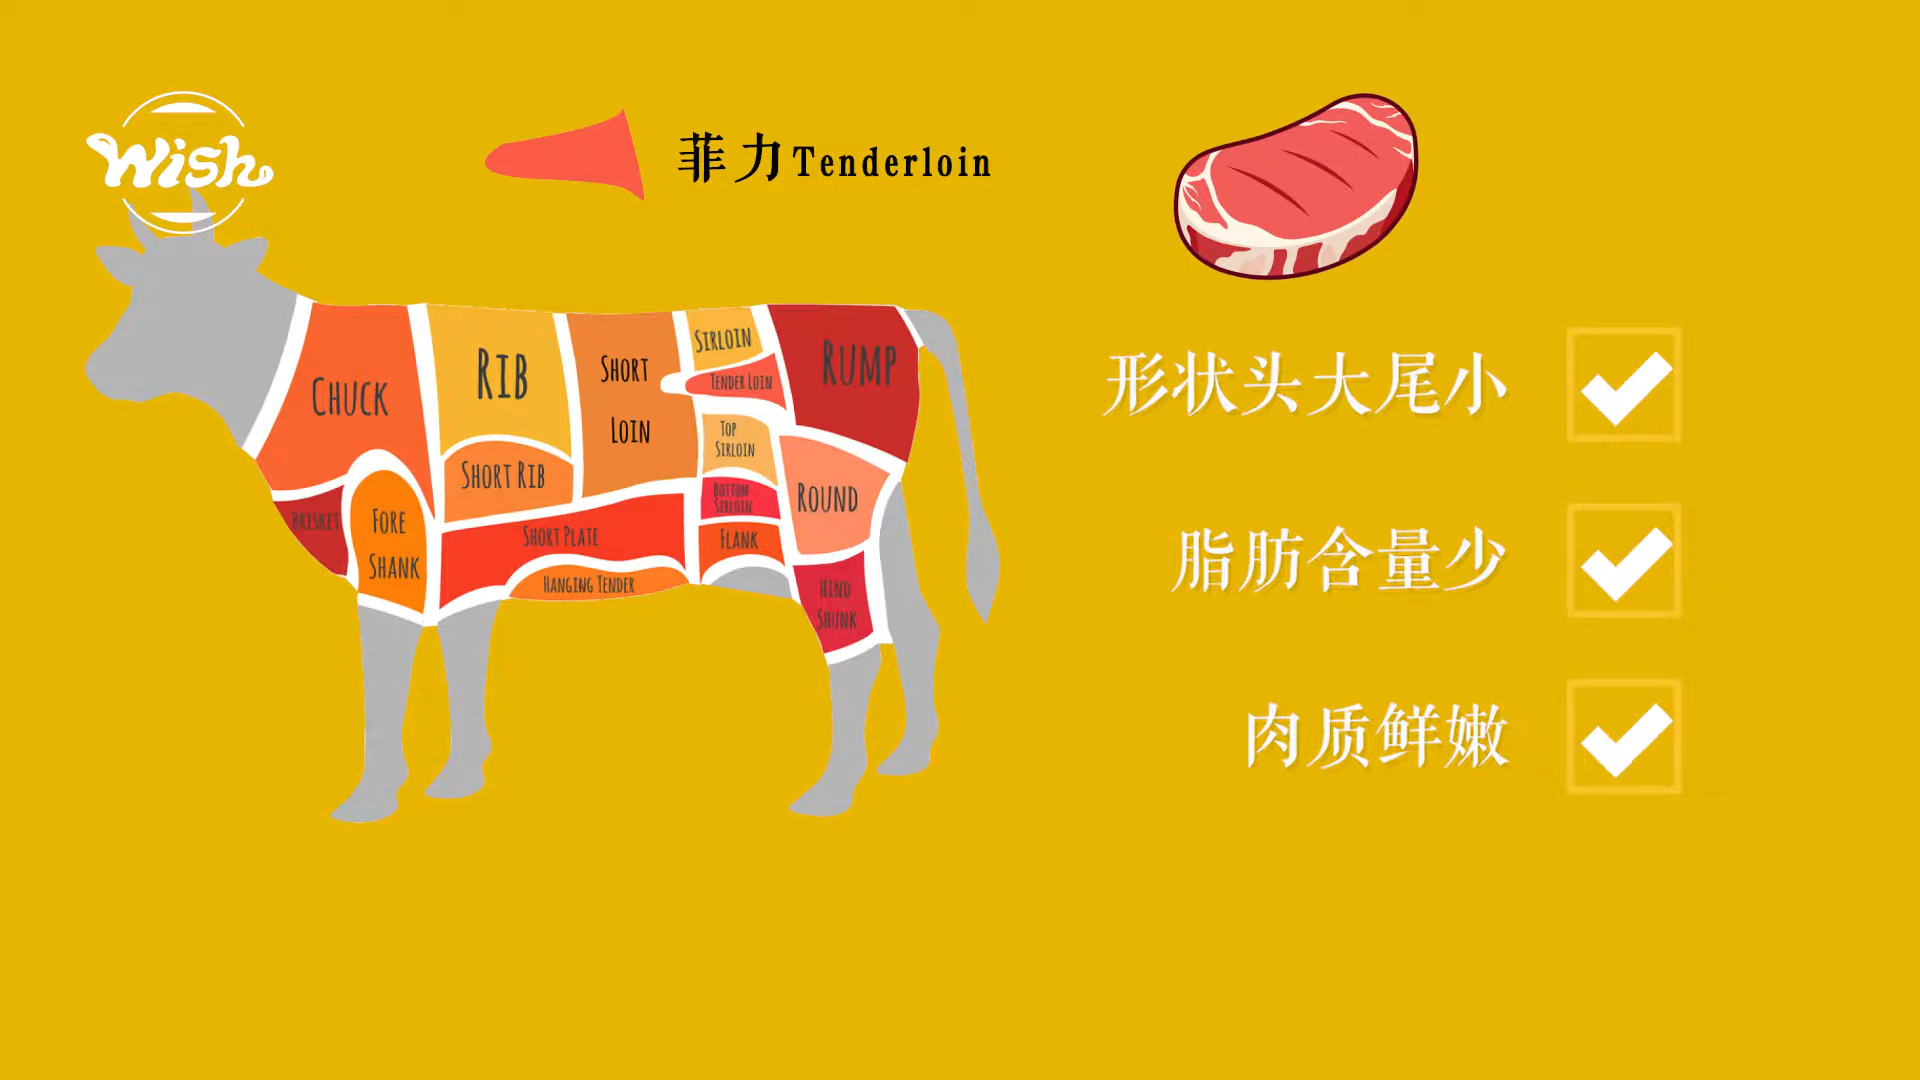 Wish
菲力Tenderloin
CHUCK
RIB
SHORT
LOIN
SIRLOIN
TENDER LOIN
RUMP
TOP
SIRLOIN
SHORT RIB
BOTTOM
SIRLOIN
ROUND
BRISKET
FORE
SHANK
SHORT PLATE
FLANK
HANGING TENDER
HIND
SHUNK
形状头大尾小
脂肪含量少
肉质鲜嫩